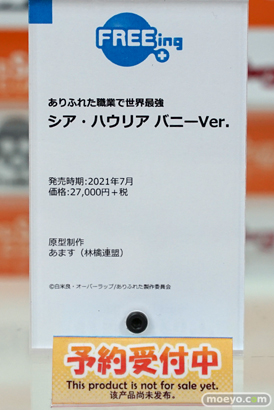 FREEing
ありふれた職業で世界最強
シア・ハウリア バニーVer.
発売時期:2021年7月
価格:27,000円+税
原型制作
あます（林檎連盟）
©白米良・オーバーラップ/ありふれた製作委員会
予約受付中
This product is not for sale yet.
该产品尚未发布。
moeyo.com